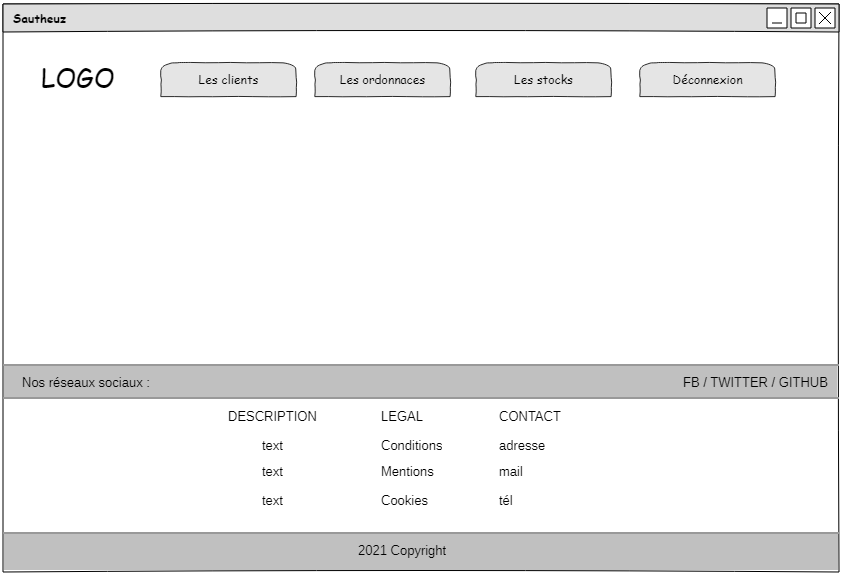 Sautheuz
LOGO Les clients Les ordonnaces Les stocks Déconnexion
Nos réseaux sociaux : FB / TWITTER / GITHUB
DESCRIPTION LEGAL CONTACT
text Conditions adresse
text Mentions mail
text Cookies tél
2021 Copyright